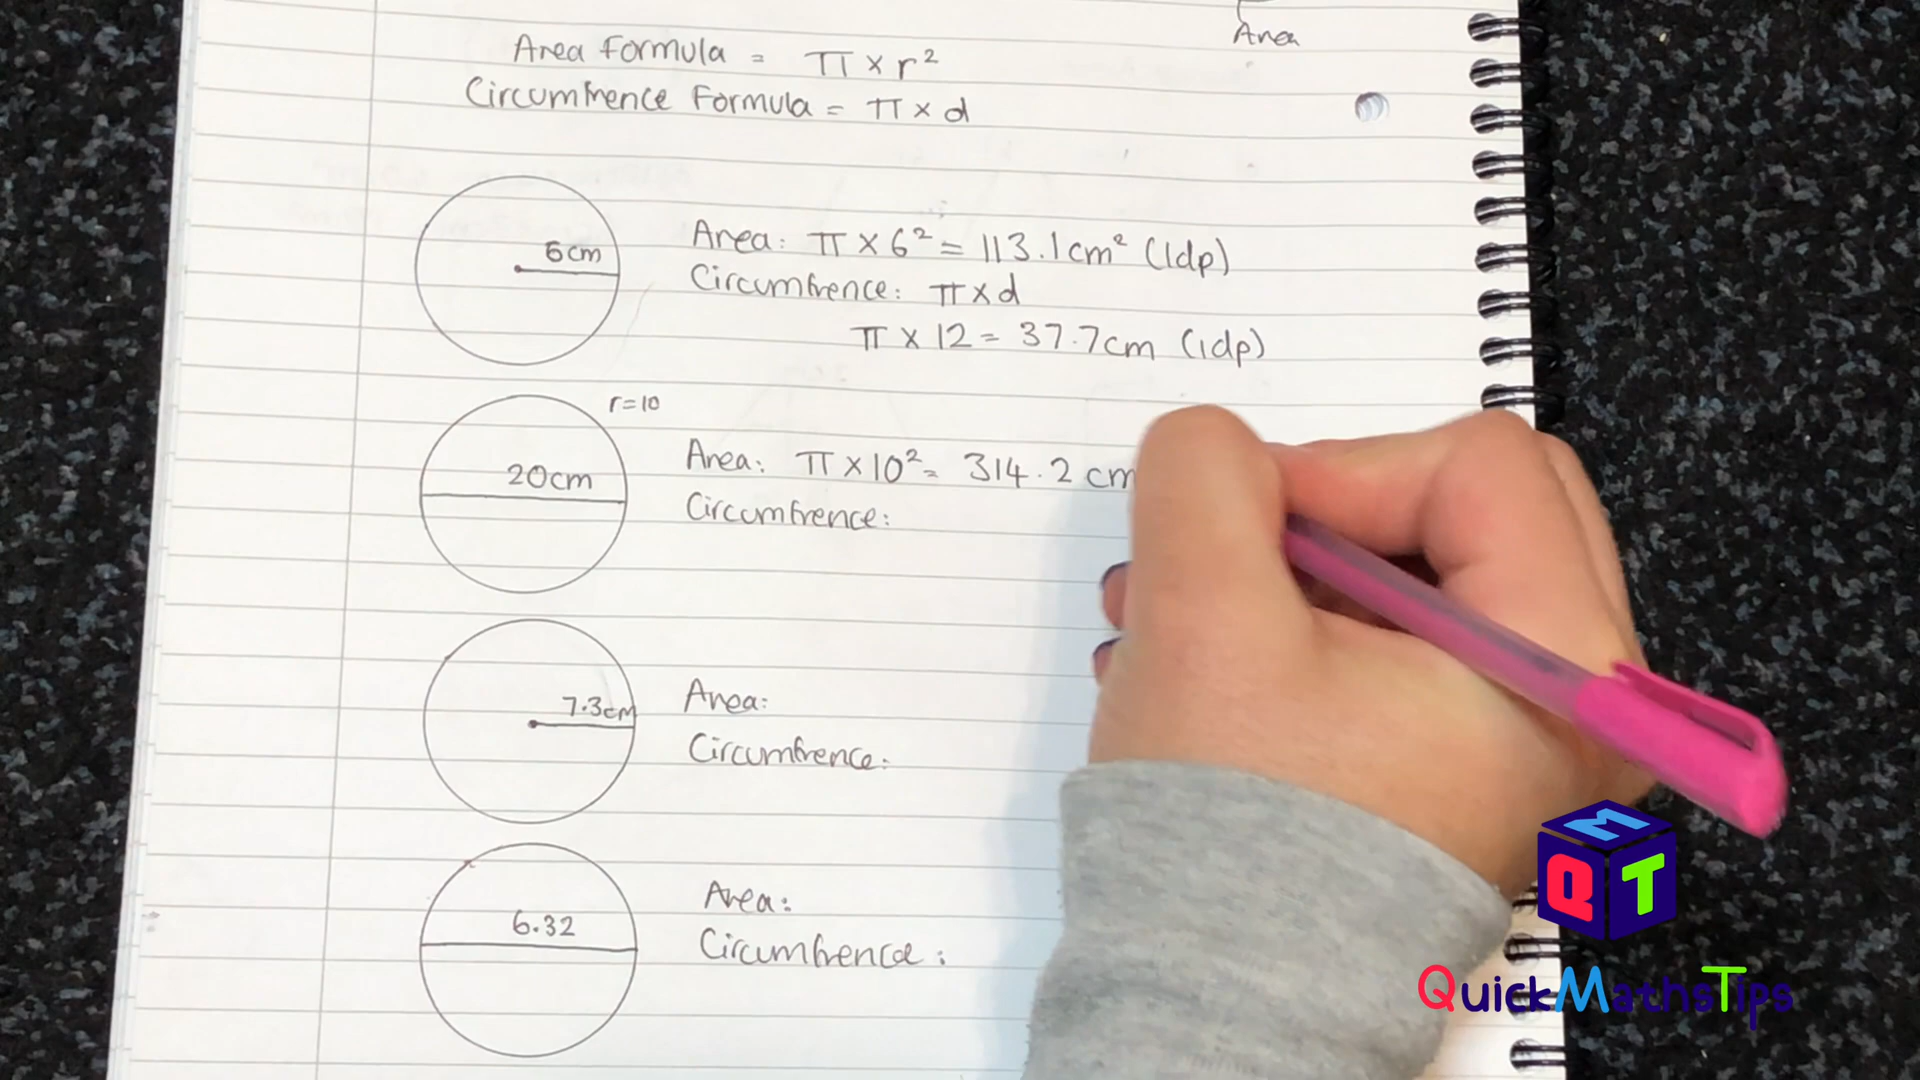 Area
Area Formula = π × r²
Circumfrence Formula = π × d
6cm
Area: π × 6² = 113.1cm² (1dp)
Circumfrence: π × d
π × 12 = 37.7cm (1dp)
r=10
20cm
Area: π × 10² = 314.2 cm
Circumfrence:
7.3cm
Area:
Circumfrence:
6.32
Area:
Circumfrence:
M
Q T
QuickMathsTips